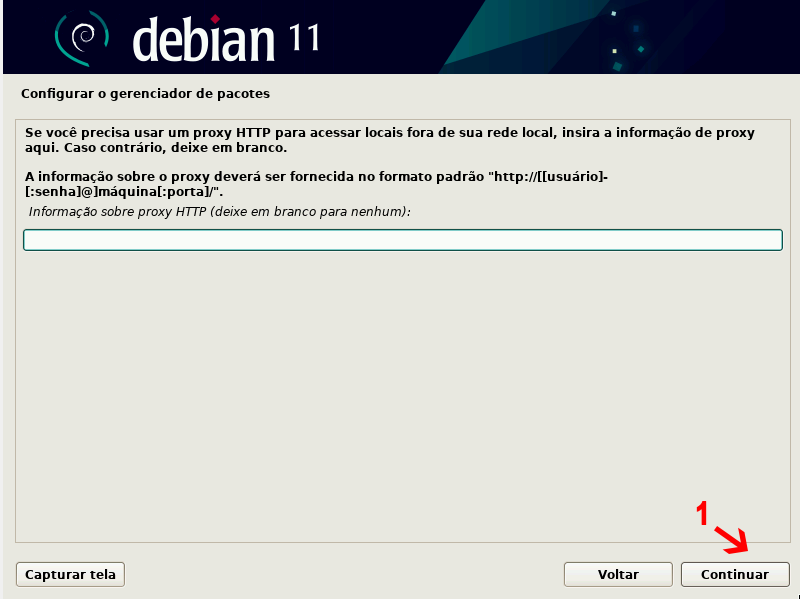 debian 11
Configurar o gerenciador de pacotes
Se você precisa usar um proxy HTTP para acessar locais fora de sua rede local, insira a informação de proxy
aqui. Caso contrário, deixe em branco.
A informação sobre o proxy deverá ser fornecida no formato padrão "http://[[usuário]-
[:senha]@]máquina[:porta]/".
Informação sobre proxy HTTP (deixe em branco para nenhum):
1
Capturar tela
Voltar
Continuar